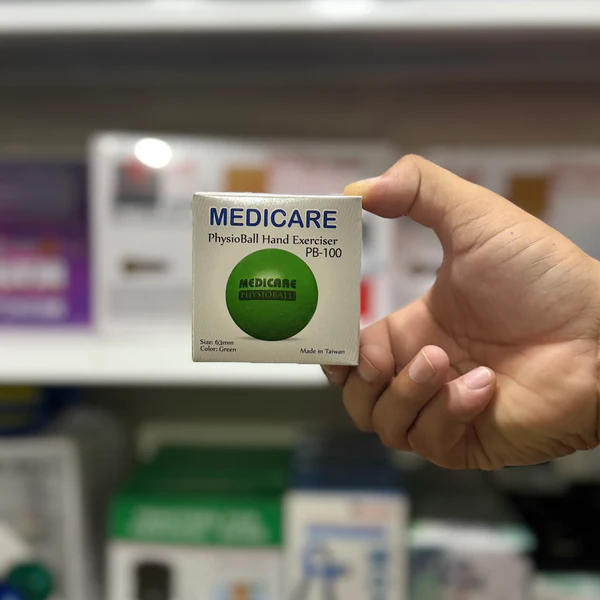 MEDICARE
PhysioBall Hand Exerciser
PB-100
MEDICARE
PHYSIOBALL
Size: 63mm
Color: Green
Made in Taiwan